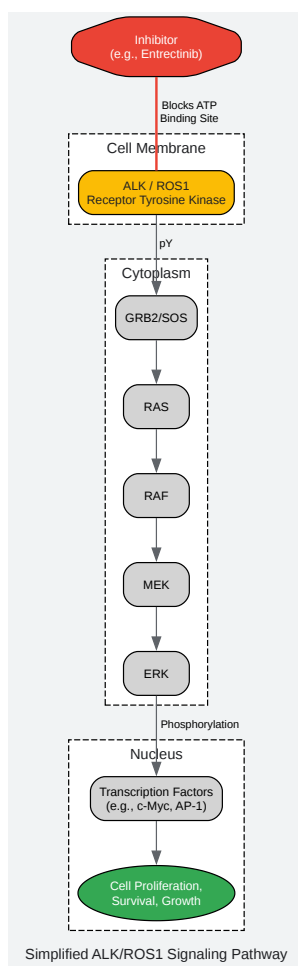 Inhibitor
(e.g., Entrectinib)
Blocks ATP
Binding Site
Cell Membrane
ALK / ROS1
Receptor Tyrosine Kinase
pY
Cytoplasm
GRB2/SOS
RAS
RAF
MEK
ERK
Phosphorylation
Nucleus
Transcription Factors
(e.g., c-Myc, AP-1)
Cell Proliferation,
Survival, Growth
Simplified ALK/ROS1 Signaling Pathway